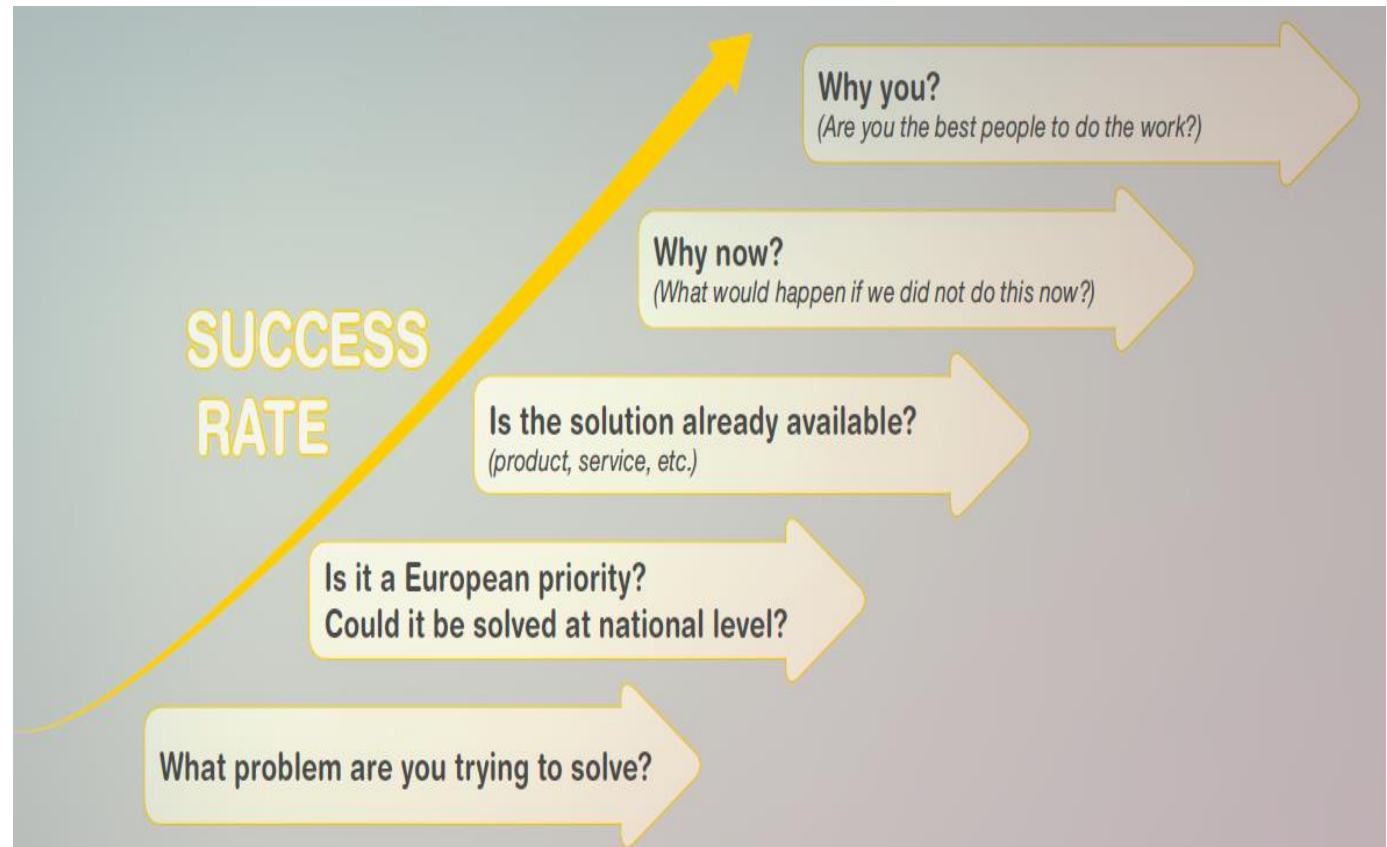 Why you?
(Are you the best people to do the work?)
Why now?
(What would happen if we did not do this now?)
SUCCESS
RATE
Is the solution already available?
(product, service, etc.)
Is it a European priority?
Could it be solved at national level?
What problem are you trying to solve?